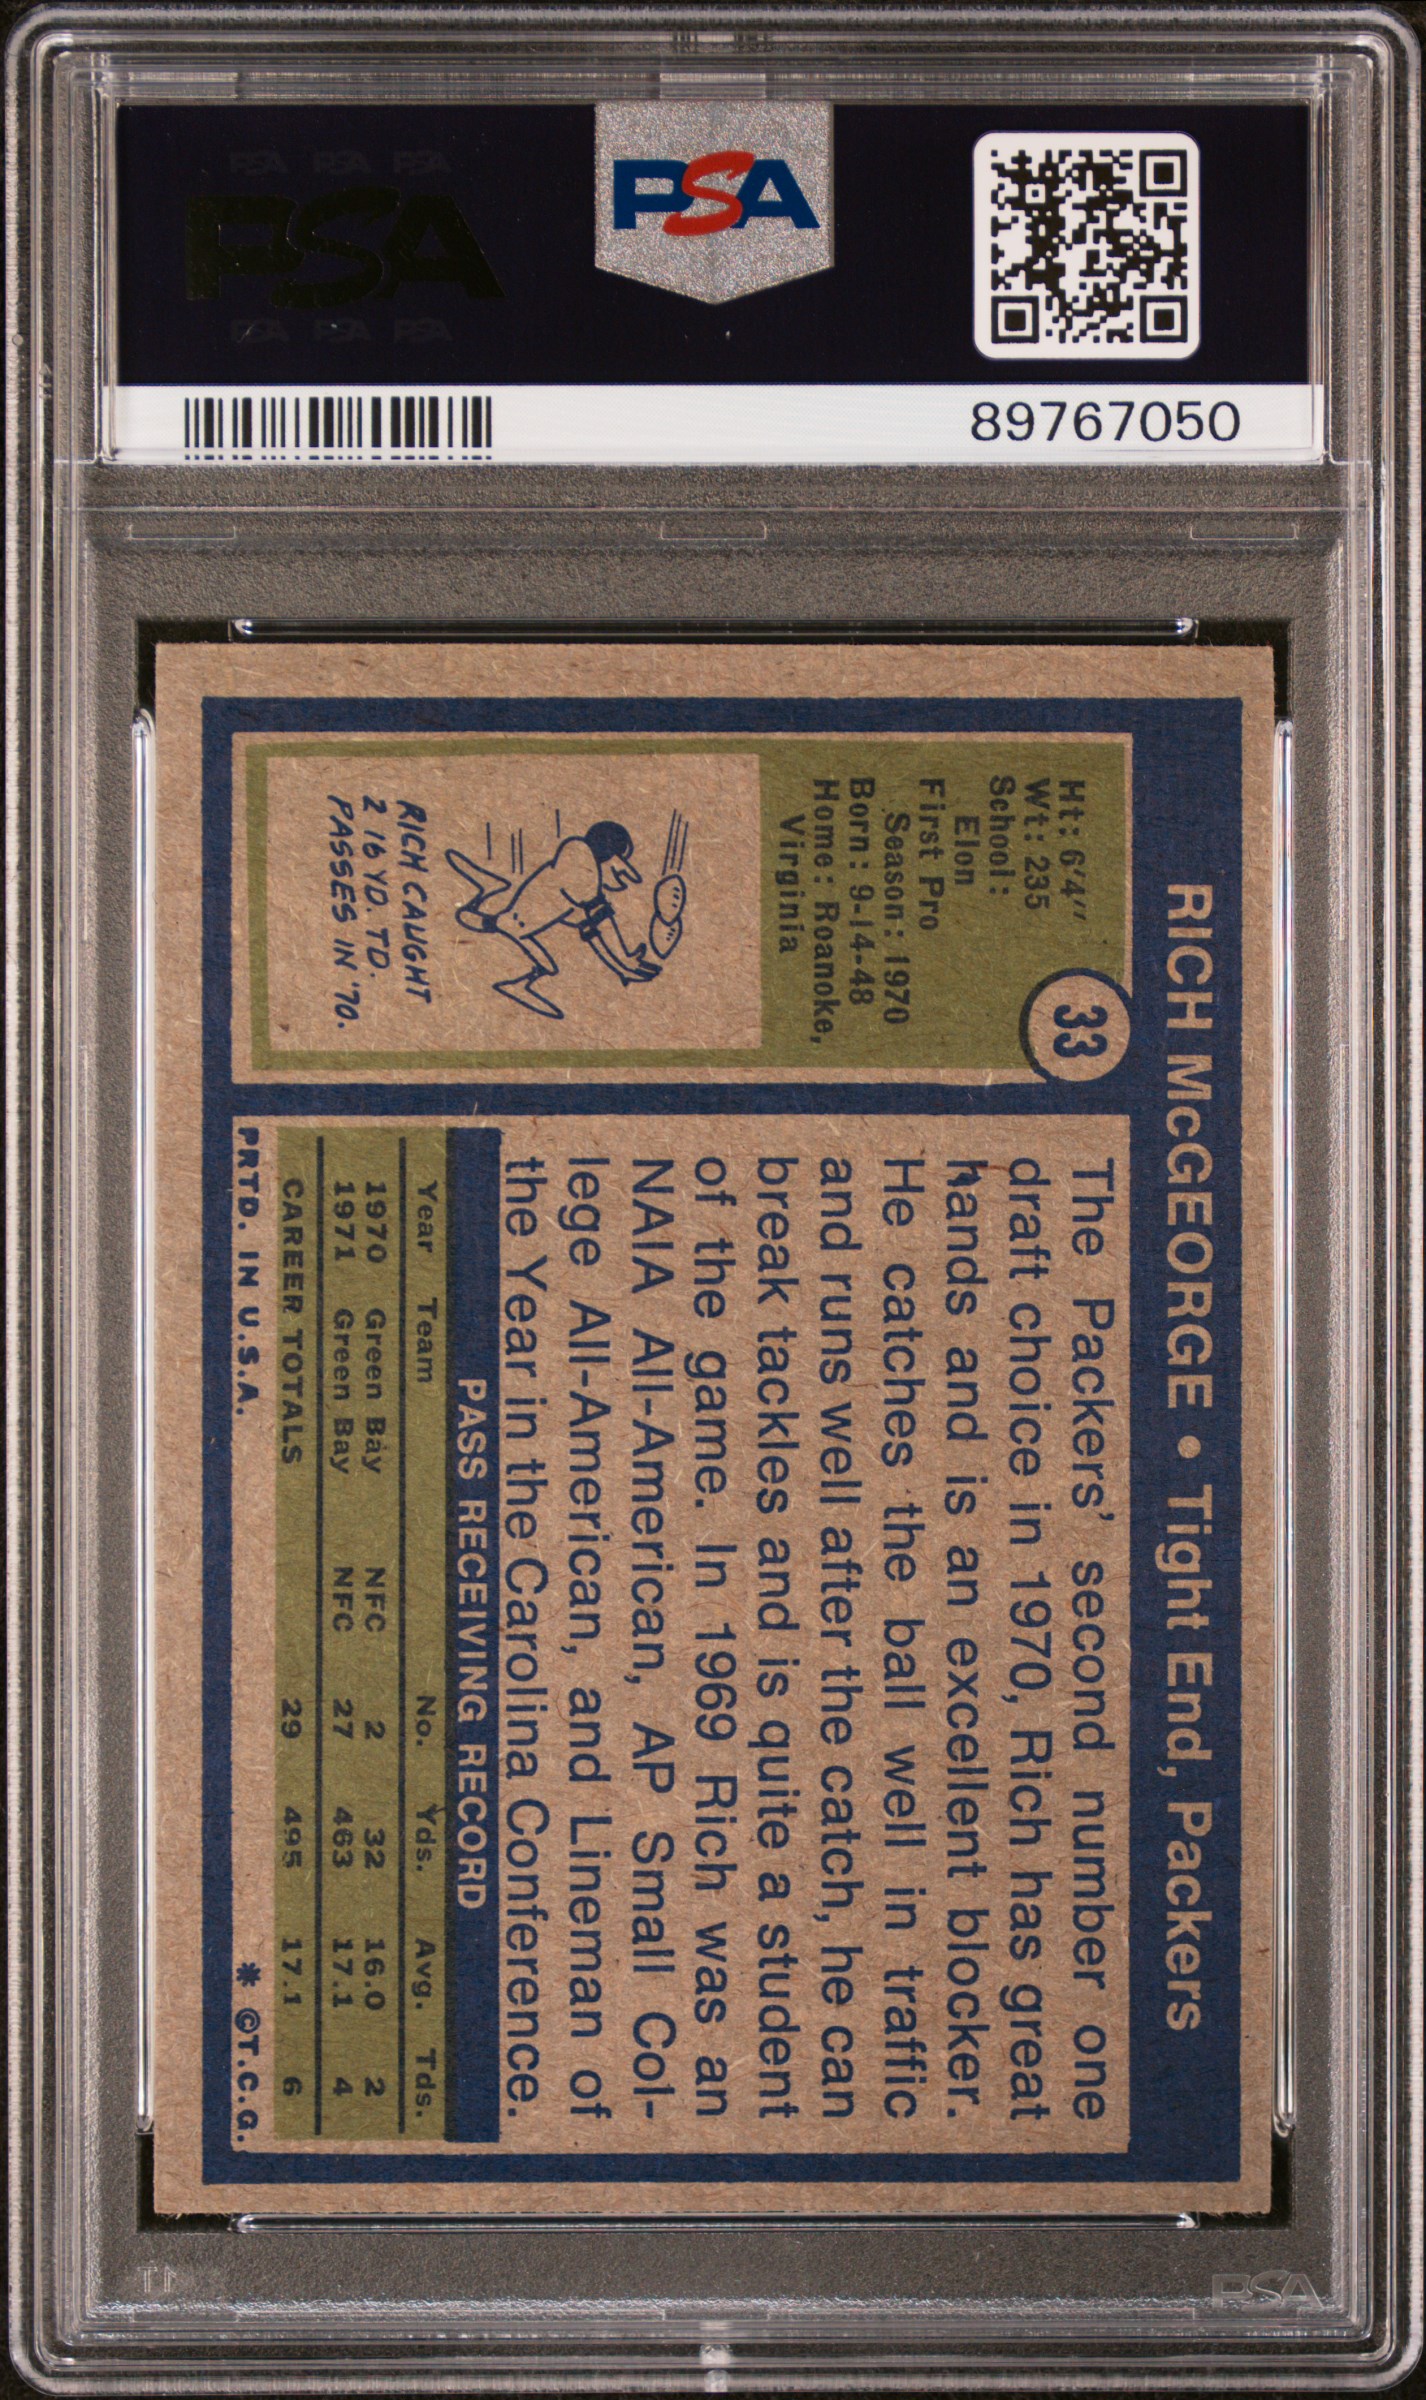 PSA PSA PSA
PSA
PSA PSA PSA
PSA
89767050
RICH McGEORGE • Tight End, Packers
33
Ht: 6'4"
Wt: 235
School:
Elon
First Pro
Season: 1970
Born: 9-14-48
Home: Roanoke,
Virginia
RICH CAUGHT
2 16 YD. TD.
PASSES IN '70.
The Packers' second number one
draft choice in 1970, Rich has great
hands and is an excellent blocker.
He catches the ball well in traffic
and runs well after the catch, he can
break tackles and is quite a student
of the game. In 1969 Rich was an
NAIA All-American, AP Small Col-
lege All-American, and Lineman of
the Year in the Carolina Conference.
PASS RECEIVING RECORD
Year Team No. Yds. Avg. Tds.
1970 Green Bay NFC 2 32 16.0 2
1971 Green Bay NFC 27 463 17.1 4
CAREER TOTALS 29 495 17.1 6
PRTD. IN U.S.A. * ©T.C.G.
PSA